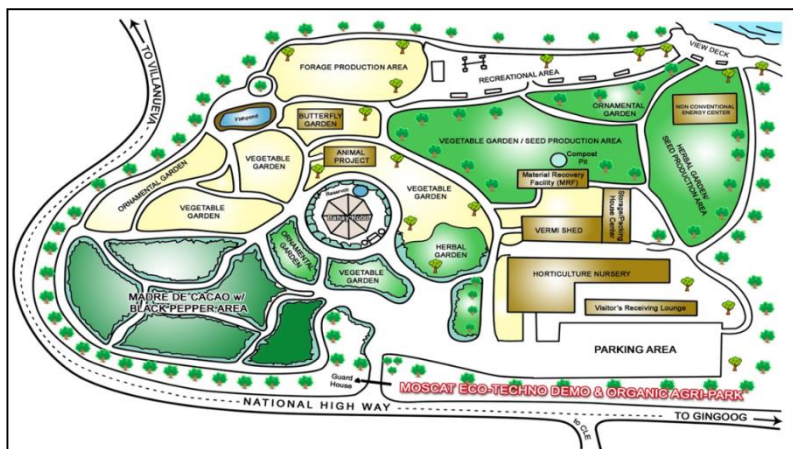 TO VILLANUEVA
FORAGE PRODUCTION AREA
RECREATIONAL AREA
VIEW DECK
Fishpond
BUTTERFLY
GARDEN
ORNAMENTAL
GARDEN
NON CONVENTIONAL
ENERGY CENTER
VEGETABLE GARDEN / SEED PRODUCTION AREA
Compost
Pit
HERBAL GARDEN/
SEED PRODUCTION AREA
ANIMAL
PROJECT
VEGETABLE
GARDEN
ORNAMENTAL GARDEN
Material Recovery
Facility (MRF)
Reservoir
VEGETABLE
GARDEN
VEGETABLE
GARDEN
Storage/Packing
House Center
VERMI SHED
ORNAMENTAL
GARDEN
HERBAL
GARDEN
VEGETABLE
GARDEN
HORTICULTURE NURSERY
MADRE DE CACAO w/
BLACK PEPPER AREA
Visitor's Receiving Lounge
PARKING AREA
Guard
House
MOSCAT ECO-TECHNO DEMO & ORGANIC AGRI-PARK
NATIONAL HIGH WAY
TO GINGOOG
to CLE